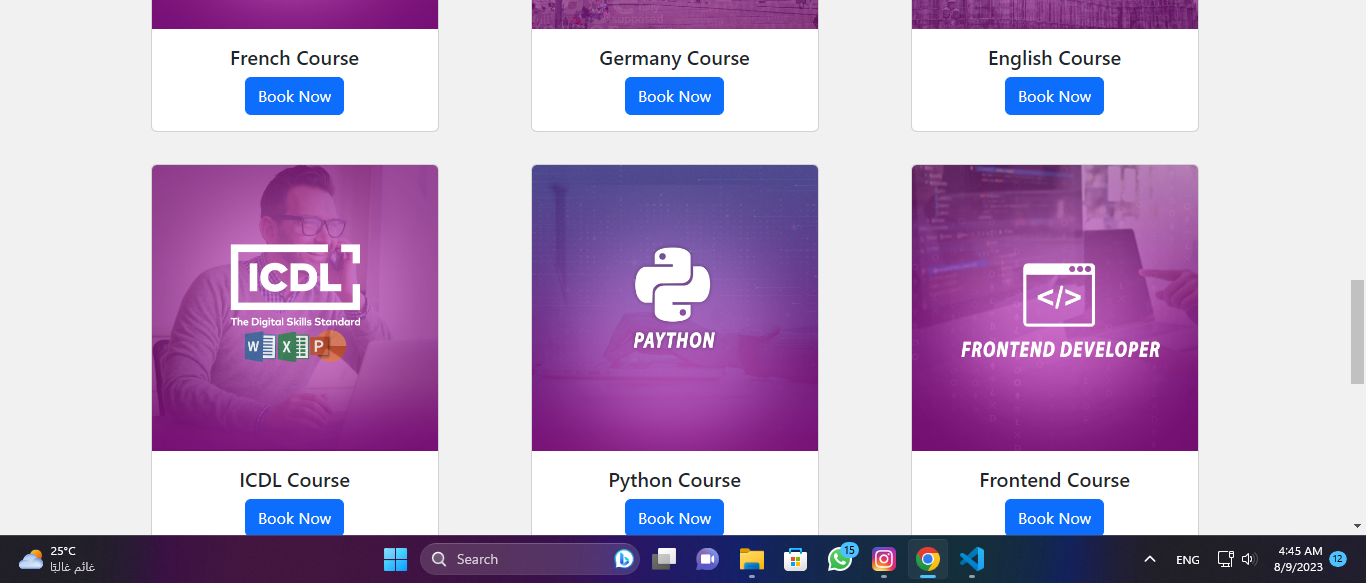 supposed
French Course
Germany Course
English Course
Book Now
Book Now
Book Now
ICDL
The Digital Skills Standard
W X P
PAYTHON
</>
FRONTEND DEVELOPER
ICDL Course
Python Course
Frontend Course
Book Now
Book Now
Book Now
25°C
غائم غالبًا
Search
15
ENG
4:45 AM
8/9/2023
12